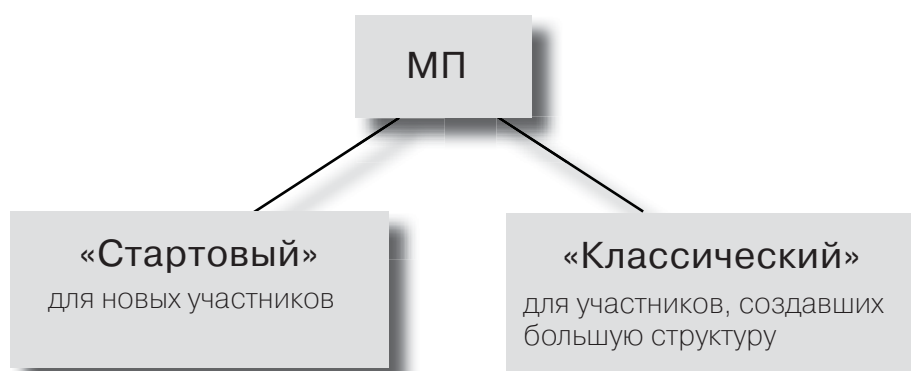 МП
«Стартовый»
для новых участников
«Классический»
для участников, создавших
большую структуру